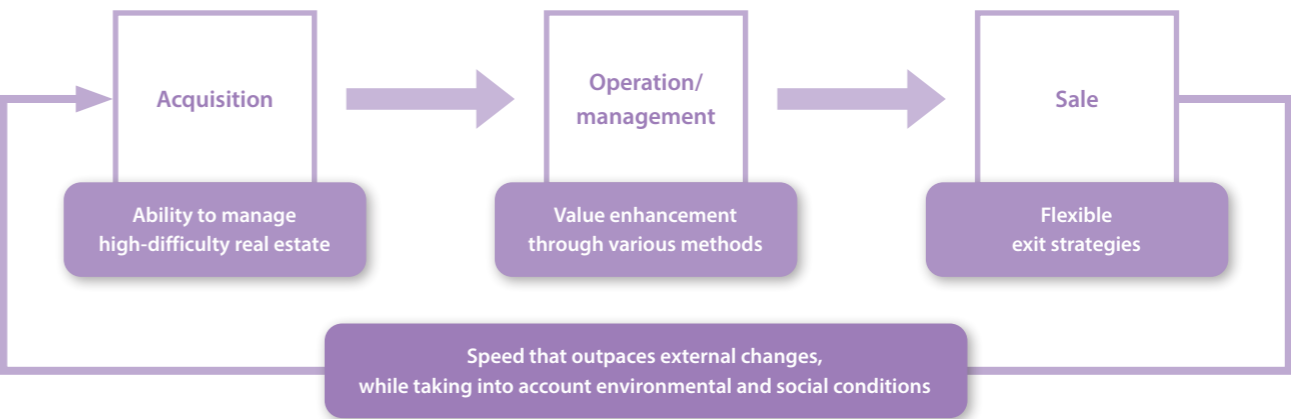 Acquisition
Operation/
management
Sale
Ability to manage
high-difficulty real estate
Value enhancement
through various methods
Flexible
exit strategies
Speed that outpaces external changes,
while taking into account environmental and social conditions